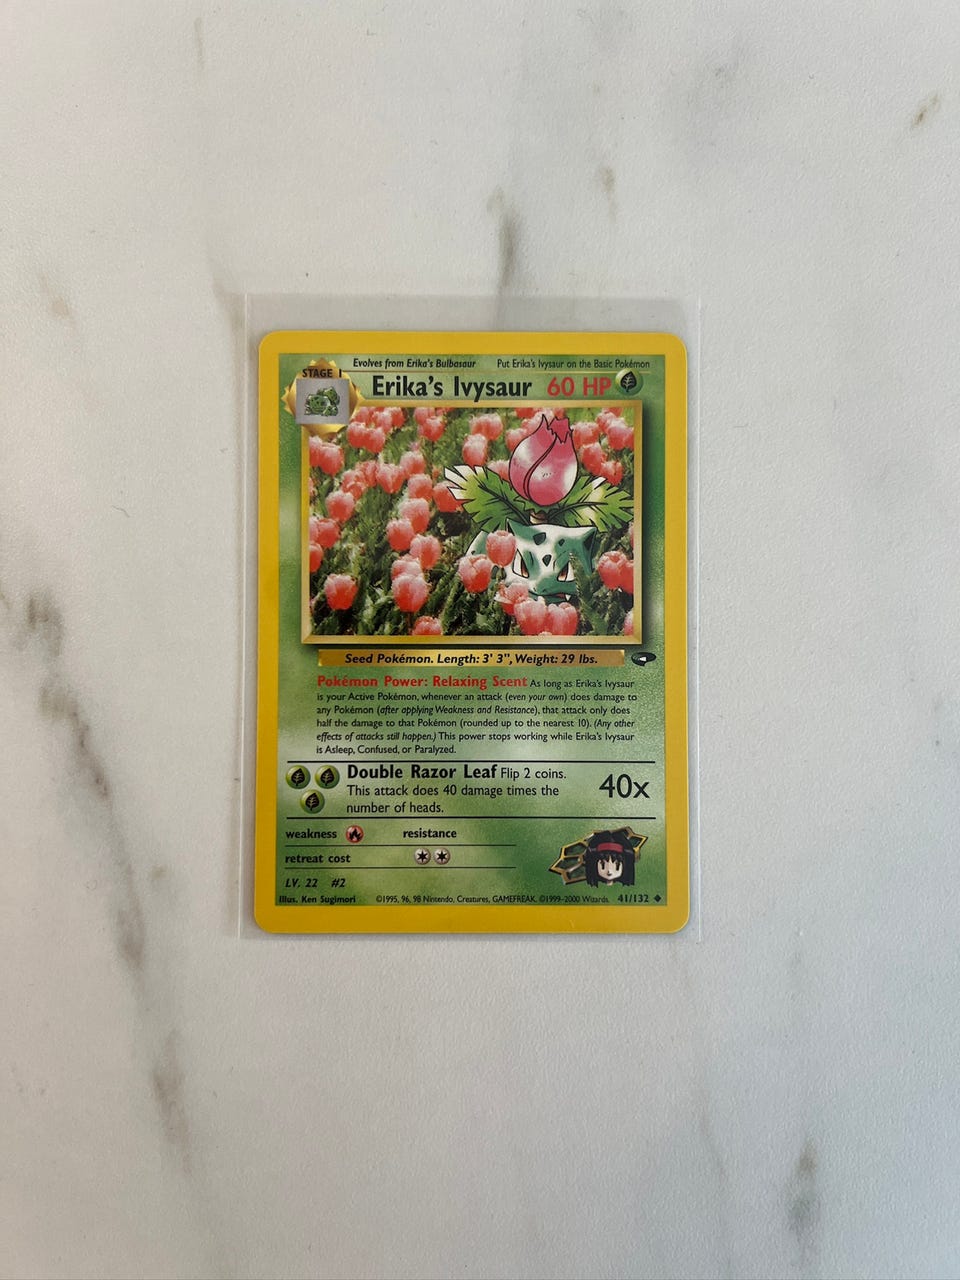 Evolves from Erika's Bulbasaur Put Erika's Ivysaur on the Basic Pokémon
STAGE 1
Erika's Ivysaur 60 HP
Seed Pokémon. Length: 3' 3", Weight: 29 lbs.
Pokémon Power: Relaxing Scent As long as Erika's Ivysaur
is your Active Pokémon, whenever an attack (even your own) does damage to
any Pokémon (after applying Weakness and Resistance), that attack only does
half the damage to that Pokémon (rounded up to the nearest 10). (Any other
effects of attacks still happen.) This power stops working while Erika's Ivysaur
is Asleep, Confused, or Paralyzed.
Double Razor Leaf Flip 2 coins.
This attack does 40 damage times the
number of heads.
40x
weakness resistance
retreat cost
LV. 22 #2
Illus. Ken Sugimori ©1995, 96, 98 Nintendo, Creatures, GAMEFREAK. ©1999-2000 Wizards. 41/132